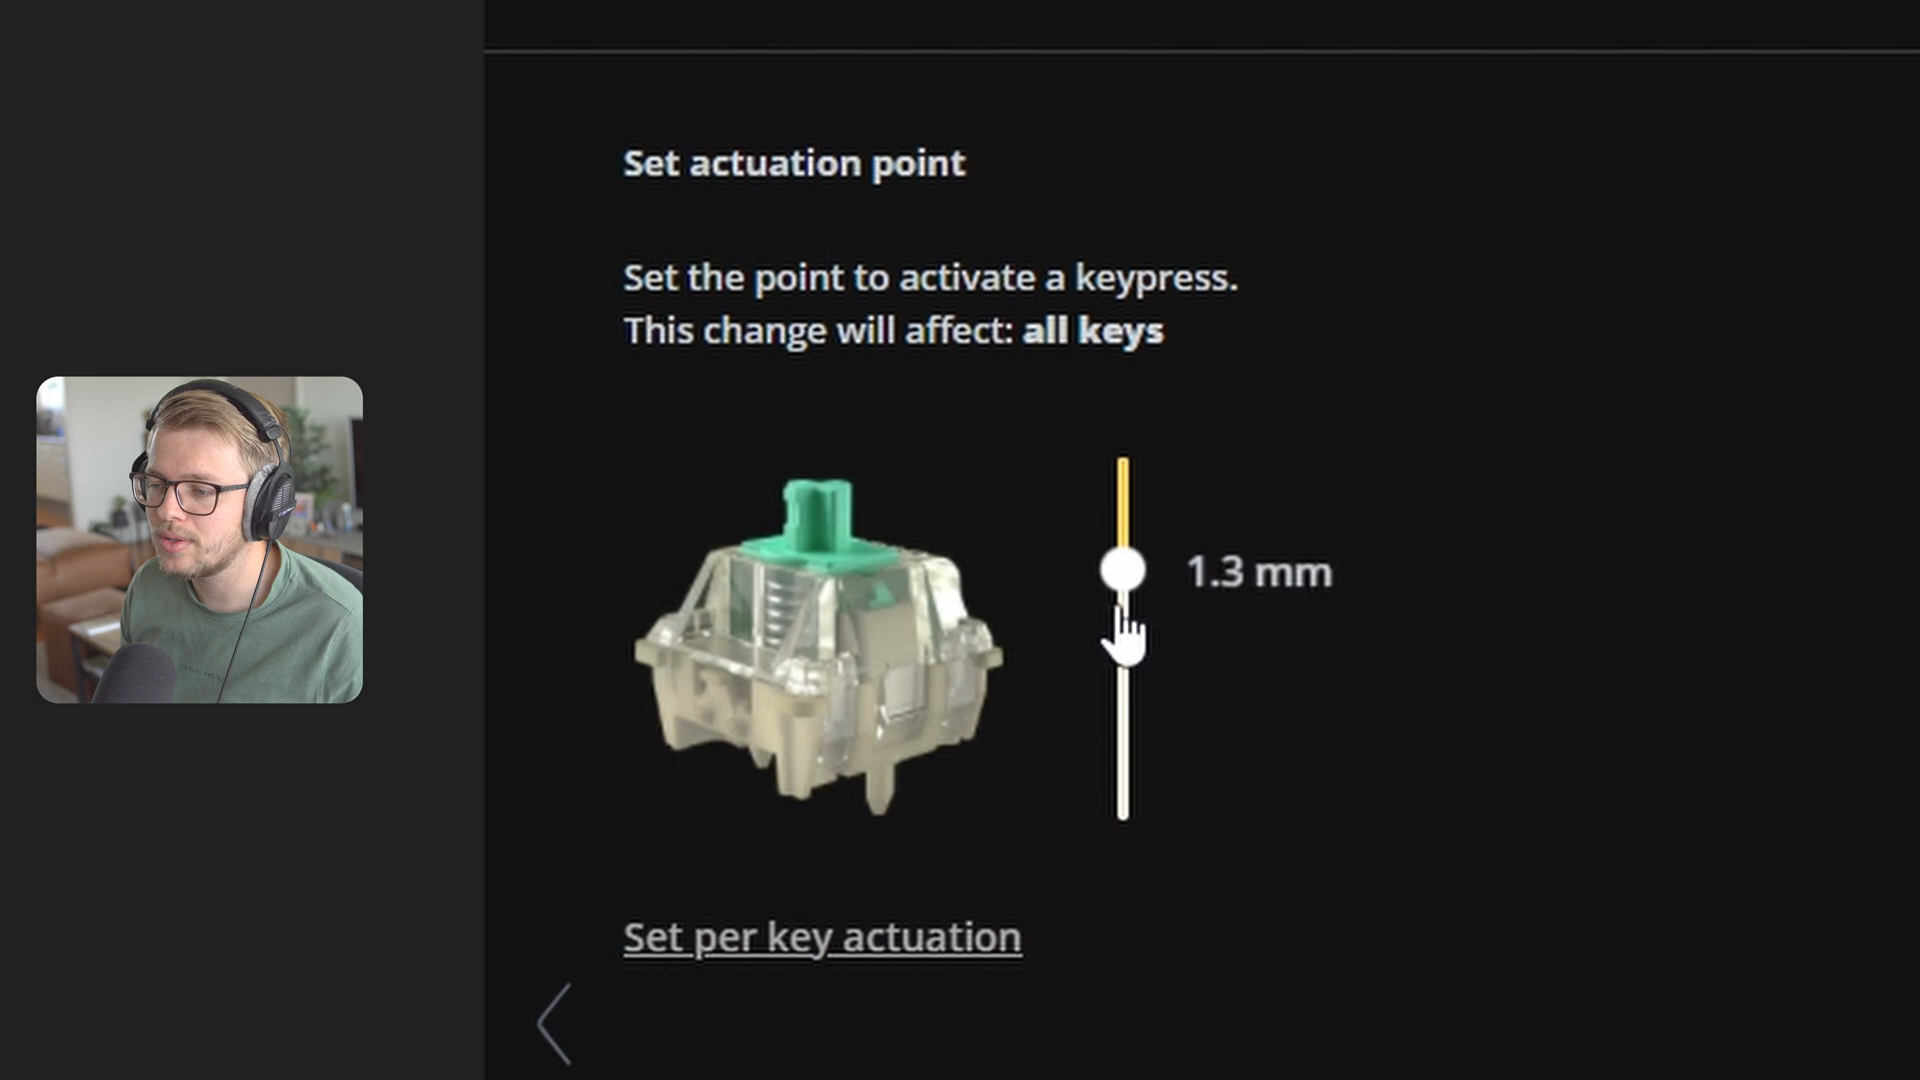 Set actuation point
Set the point to activate a keypress.
This change will affect: all keys
1.3 mm
Set per key actuation